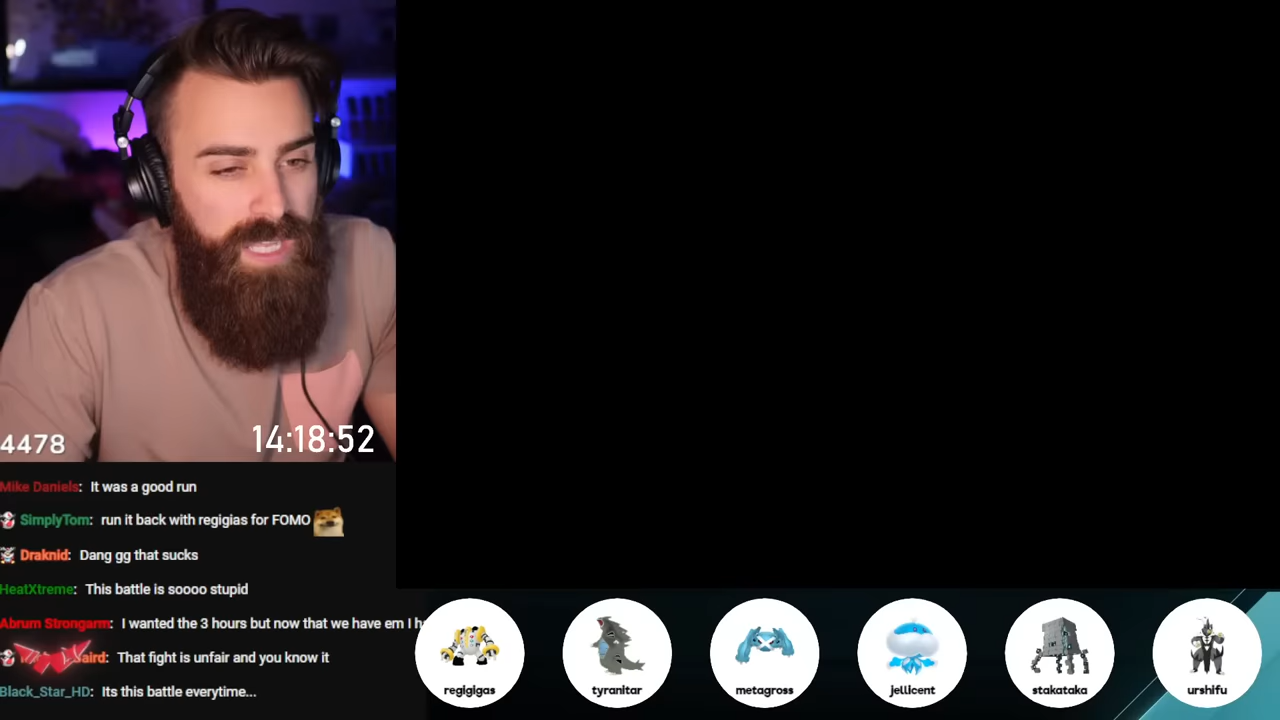 4478
14:18:52
Mike Daniels: It was a good run
SimplyTom: run it back with regigias for FOMO
Draknid: Dang gg that sucks
HeatXtreme: This battle is soooo stupid
Abrum Strongarm: I wanted the 3 hours but now that we have em I h
aird: That fight is unfair and you know it
Black_Star_HD: Its this battle everytime...
regigigas
tyranitar
metagross
jellicent
stakataka
urshifu